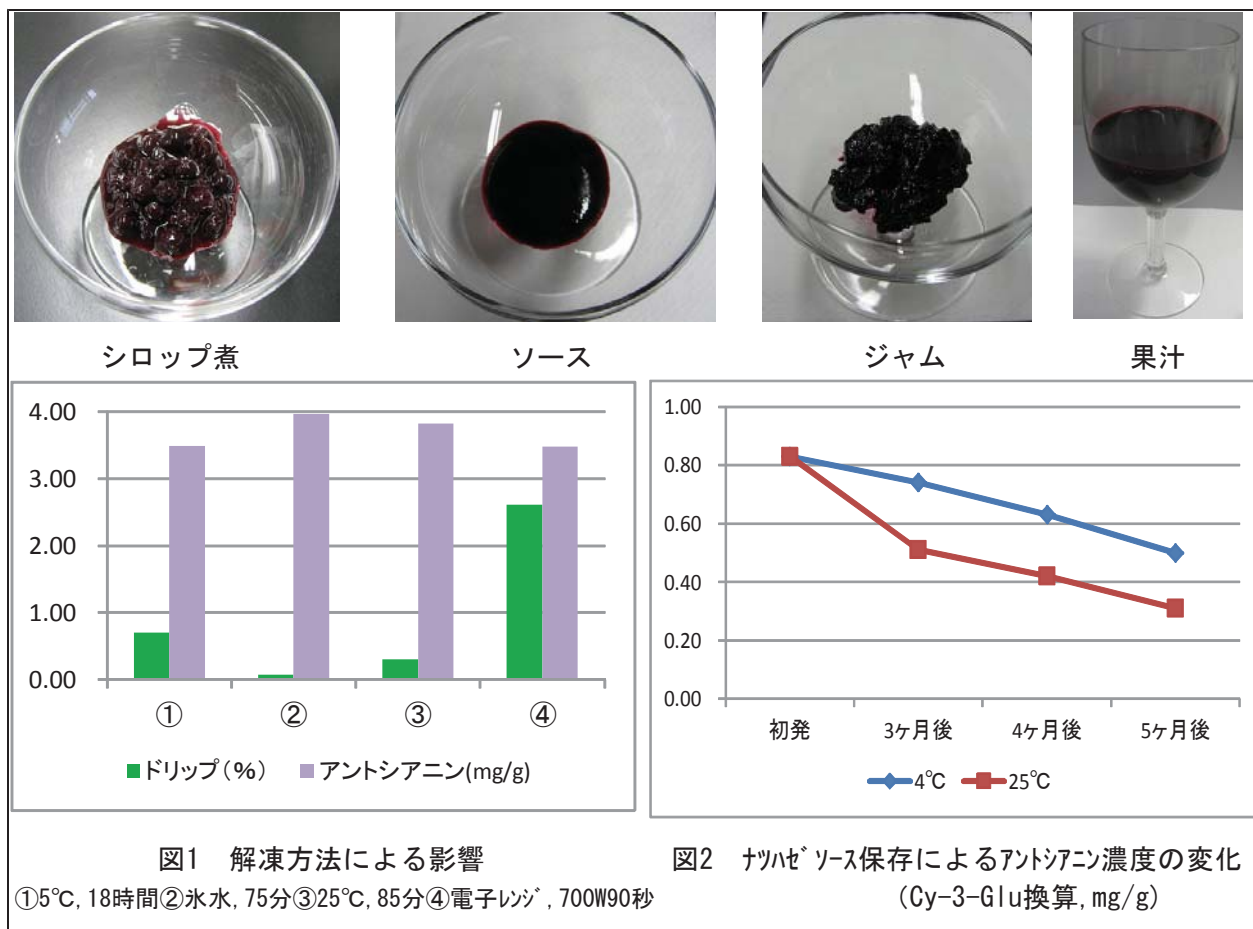 シロップ煮
ソース
ジャム
果汁
4.00
3.00
2.00
1.00
0.00
①
②
③
④
ドリップ(%)
アントシアニン(mg/g)
1.00
0.80
0.60
0.40
0.20
0.00
初発
3ヶ月後
4ヶ月後
5ヶ月後
4℃
25℃
図1 解凍方法による影響
①5℃,18時間②氷水,75分③25℃,85分④電子ﾚﾝｼﾞ,700W90秒
図2 ﾅﾂﾊｾﾞソース保存によるｱﾝﾄｼｱﾆﾝ濃度の変化
(Cy-3-Glu換算,mg/g)